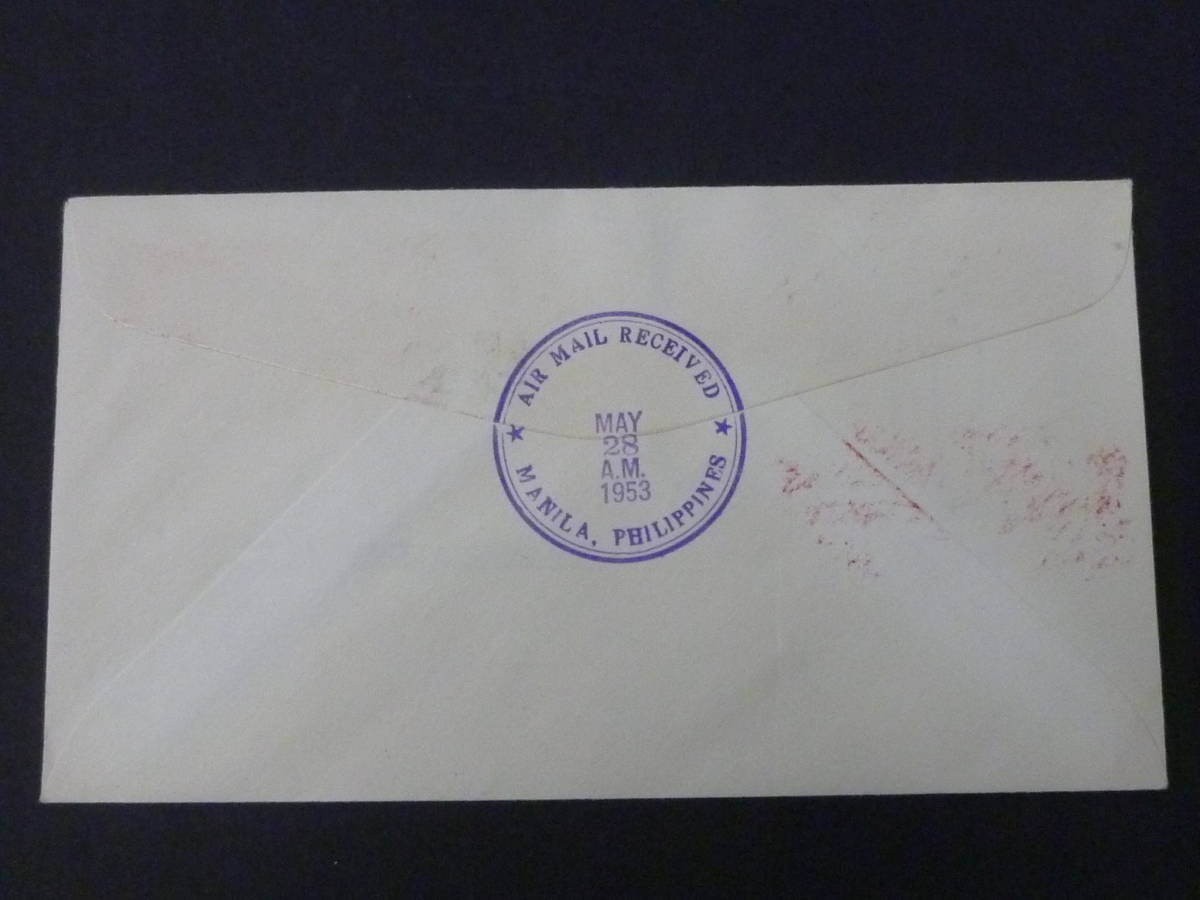 AIR MAIL RECEIVED
MAY
28
A.M.
1953
★ MANILA, PHILIPPINES ★